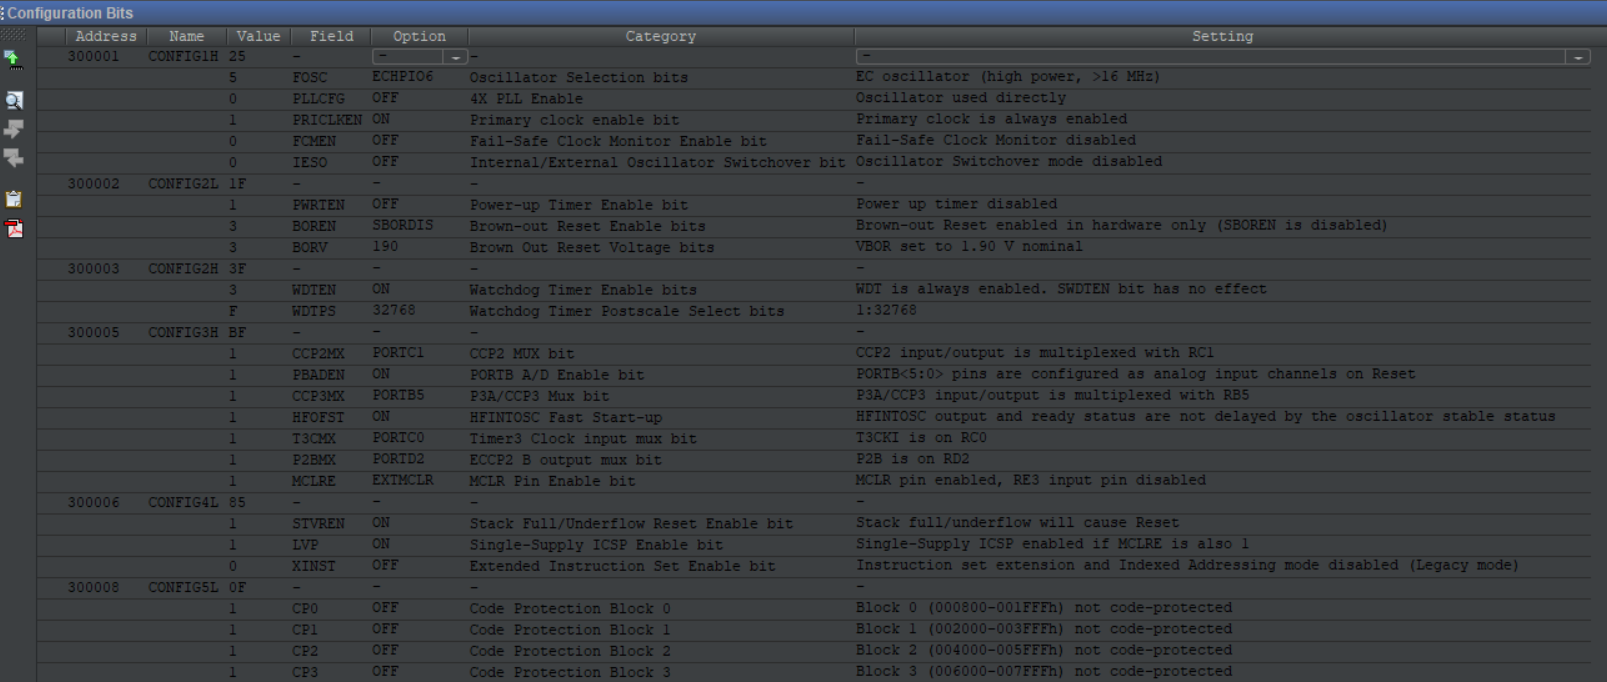 Configuration Bits
Address Name Value Field Option Category Setting
300001 CONFIG1H 25 - - - -
5 FOSC ECHPIO6 Oscillator Selection bits EC oscillator (high power, >16 MHz)
0 PLLCFG OFF 4X PLL Enable Oscillator used directly
1 PRICLKEN ON Primary clock enable bit Primary clock is always enabled
0 FCMEN OFF Fail-Safe Clock Monitor Enable bit Fail-Safe Clock Monitor disabled
0 IESO OFF Internal/External Oscillator Switchover bit Oscillator Switchover mode disabled
300002 CONFIG2L 1F - - - -
1 PWRTEN OFF Power-up Timer Enable bit Power up timer disabled
3 BOREN SBORDIS Brown-out Reset Enable bits Brown-out Reset enabled in hardware only (SBOREN is disabled)
3 BORV 190 Brown Out Reset Voltage bits VBOR set to 1.90 V nominal
300003 CONFIG2H 3F - - - -
3 WDTEN ON Watchdog Timer Enable bits WDT is always enabled. SWDTEN bit has no effect
F WDTPS 32768 Watchdog Timer Postscale Select bits 1:32768
300005 CONFIG3H BF - - - -
1 CCP2MX PORTC1 CCP2 MUX bit CCP2 input/output is multiplexed with RC1
1 PBADEN ON PORTB A/D Enable bit PORTB<5:0> pins are configured as analog input channels on Reset
1 CCP3MX PORTB5 P3A/CCP3 Mux bit P3A/CCP3 input/output is multiplexed with RB5
1 HFOFST ON HFINTOSC Fast Start-up HFINTOSC output and ready status are not delayed by the oscillator stable status
1 T3CMX PORTC0 Timer3 Clock input mux bit T3CKI is on RC0
1 P2BMX PORTD2 ECCP2 B output mux bit P2B is on RD2
1 MCLRE EXTMCLR MCLR Pin Enable bit MCLR pin enabled, RE3 input pin disabled
300006 CONFIG4L 85 - - - -
1 STVREN ON Stack Full/Underflow Reset Enable bit Stack full/underflow will cause Reset
1 LVP ON Single-Supply ICSP Enable bit Single-Supply ICSP enabled if MCLRE is also 1
0 XINST OFF Extended Instruction Set Enable bit Instruction set extension and Indexed Addressing mode disabled (Legacy mode)
300008 CONFIG5L 0F - - - -
1 CP0 OFF Code Protection Block 0 Block 0 (000800-001FFFh) not code-protected
1 CP1 OFF Code Protection Block 1 Block 1 (002000-003FFFh) not code-protected
1 CP2 OFF Code Protection Block 2 Block 2 (004000-005FFFh) not code-protected
1 CP3 OFF Code Protection Block 3 Block 3 (006000-007FFFh) not code-protected